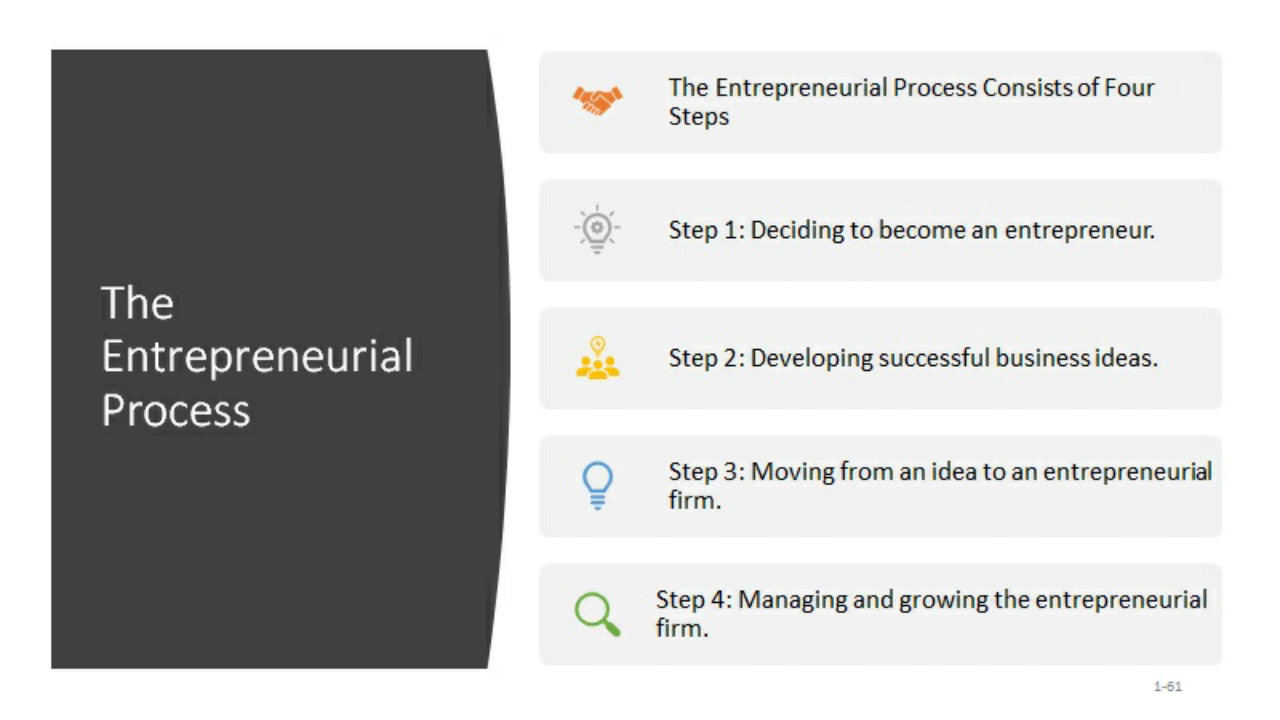 The
Entrepreneurial
Process
The Entrepreneurial Process Consists of Four
Steps
Step 1: Deciding to become an entrepreneur.
Step 2: Developing successful business ideas.
Step 3: Moving from an idea to an entrepreneurial
firm.
Step 4: Managing and growing the entrepreneurial
firm.
1-61